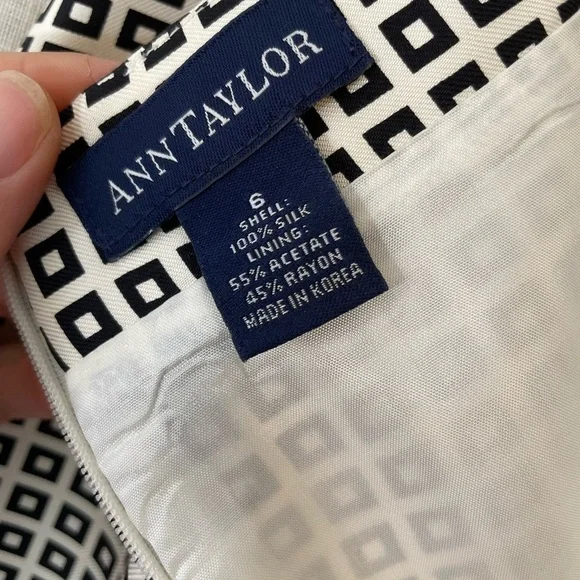 ANN TAYLOR
6
SHELL:
100% SILK
LINING:
55% ACETATE
45% RAYON
MADE IN KOREA